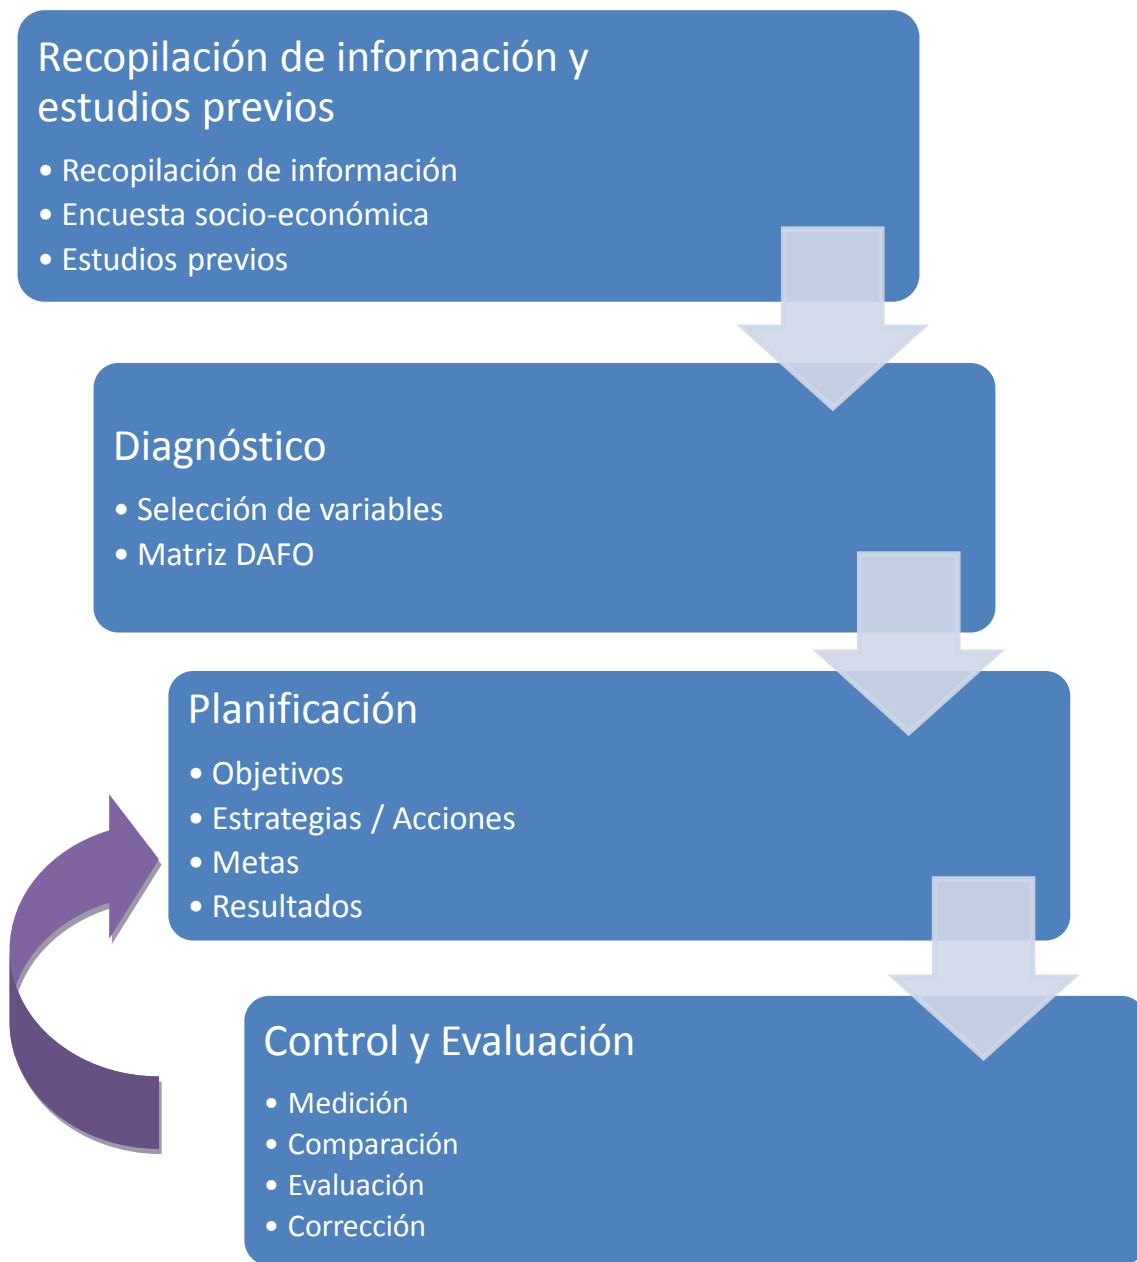 Recopilación de información y
estudios previos
• Recopilación de información
• Encuesta socio-económica
• Estudios previos
Diagnóstico
• Selección de variables
• Matriz DAFO
Planificación
• Objetivos
• Estrategias / Acciones
• Metas
• Resultados
Control y Evaluación
• Medición
• Comparación
• Evaluación
• Corrección